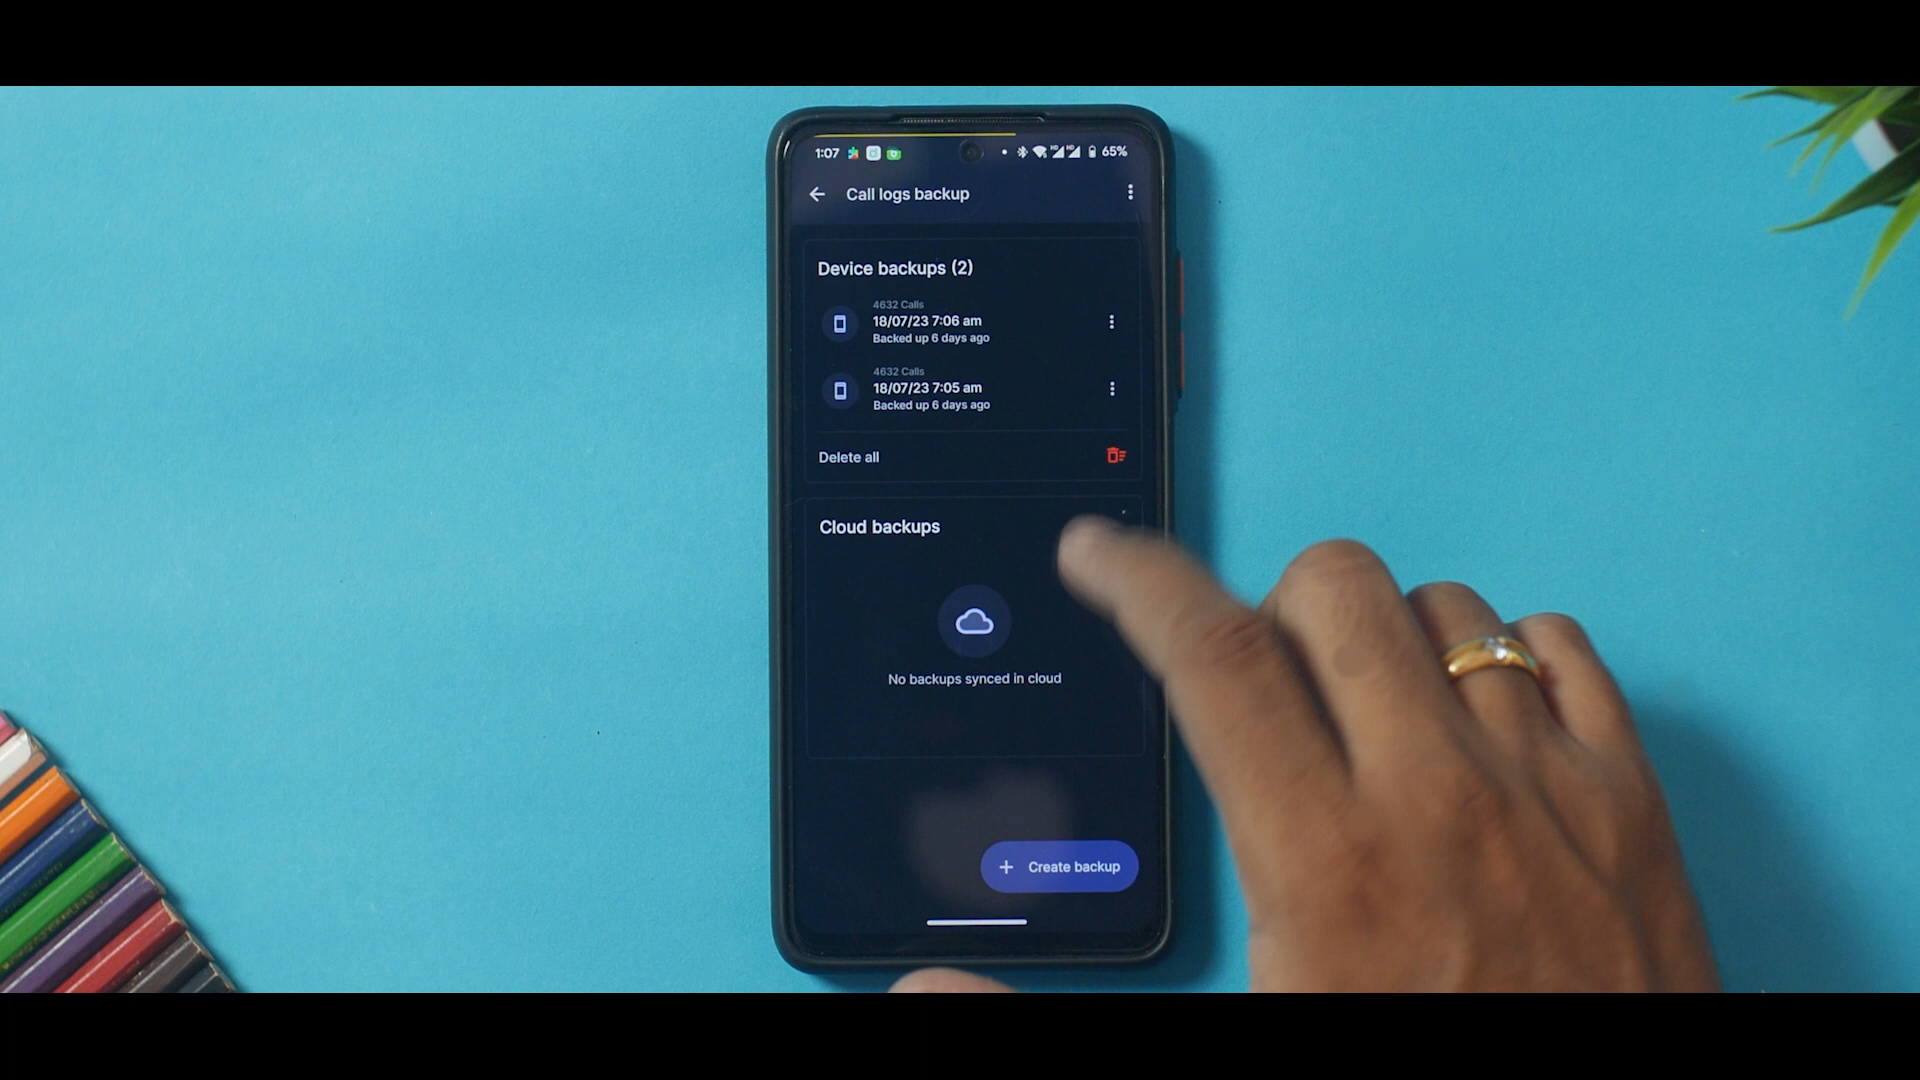 1:07
65%
Call logs backup
Device backups (2)
4632 Calls
18/07/23 7:06 am
Backed up 6 days ago
4632 Calls
18/07/23 7:05 am
Backed up 6 days ago
Delete all
Cloud backups
No backups synced in cloud
+ Create backup